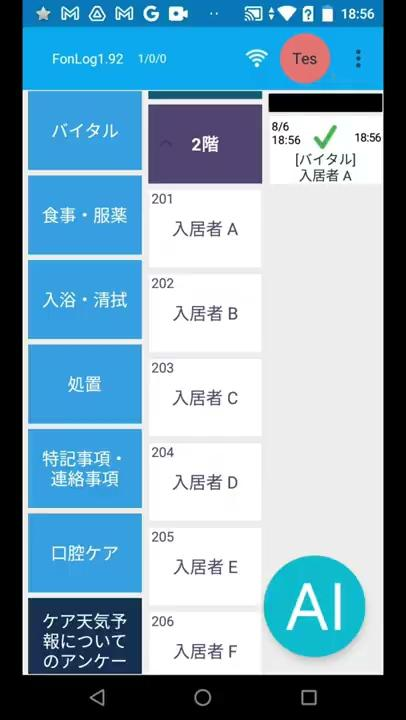 18:56
FonLog1.92
1/0/0
Tes
バイタル
食事・服薬
入浴・清拭
処置
特記事項・
連絡事項
口腔ケア
ケア天気予
報について
のアンケー
2階
201
入居者 A
202
入居者 B
203
入居者 C
204
入居者 D
205
入居者 E
206
入居者 F
8/6
18:56
18:56
[バイタル]
入居者 A
AI